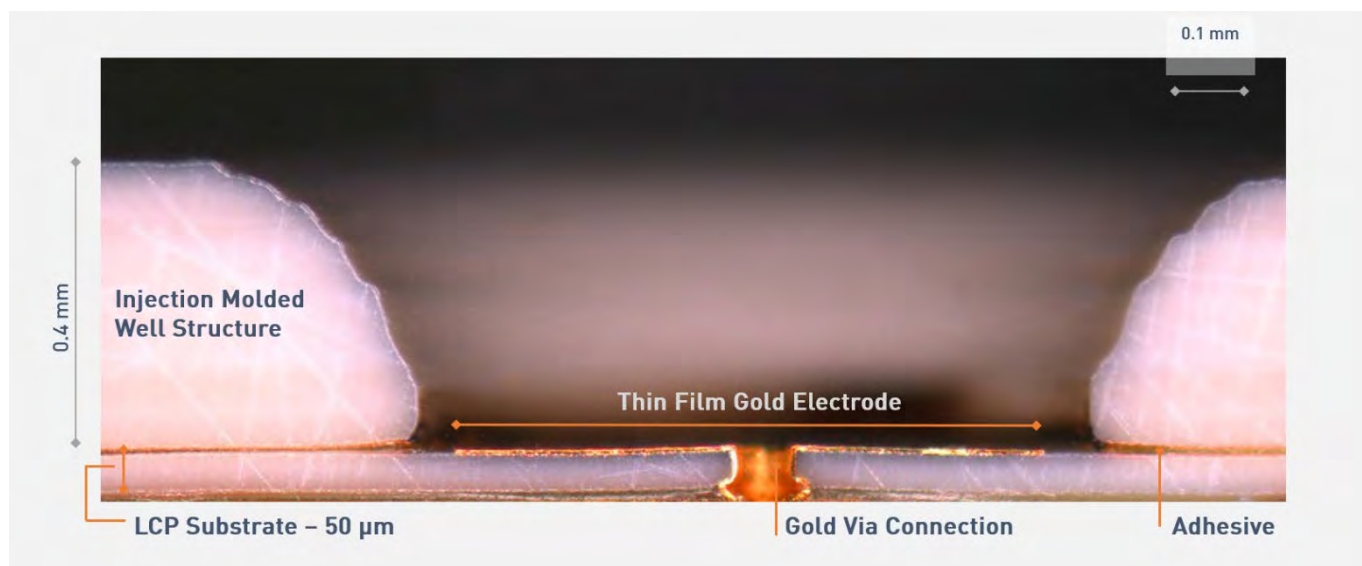 0.1 mm
0.4 mm
Injection Molded
Well Structure
Thin Film Gold Electrode
LCP Substrate – 50 µm
Gold Via Connection
Adhesive